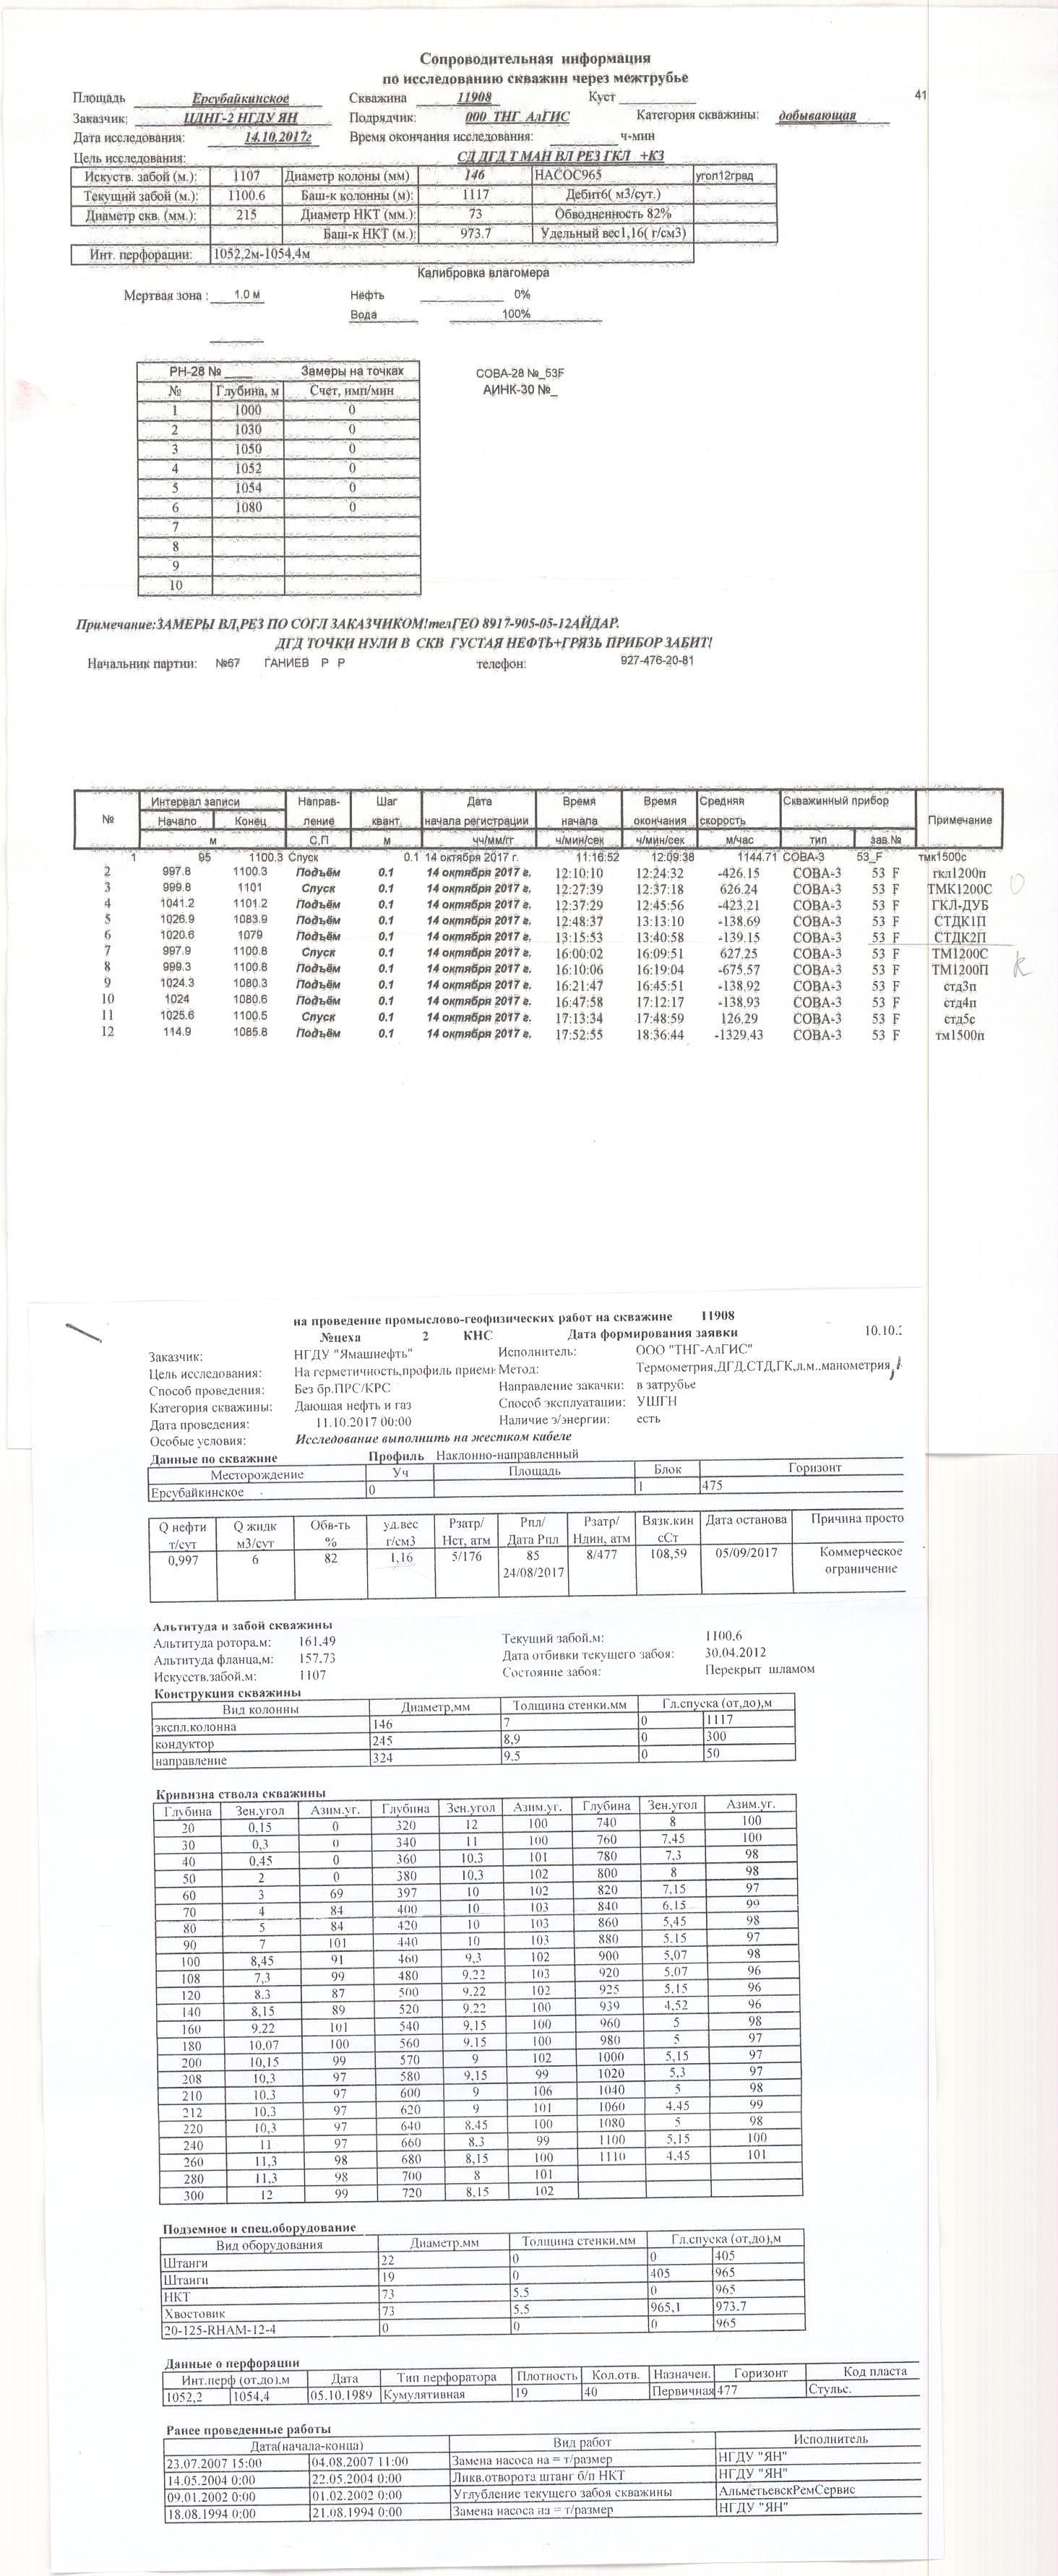 Сопроводительная информация
по исследованию скважин через межтрубье
41
Площадь Ерсубайкинское Скважина 11908 Куст
Заказчик: ЦДНГ-2 НГДУ ЯН Подрядчик: ООО ТНГ АлГИС Категория скважины: добывающая
Дата исследования: 14.10.2017г Время окончания исследования: ч-мин
Цель исследования: СД ДГД Т МАН ВЛ РЕЗ ГКЛ +КЗ
Искуств. забой (м.): 1107 Диаметр колоны (мм) 146 НАСОС965 угол12град
Текущий забой (м.): 1100.6 Баш-к колонны (м): 1117 Дебит6( м3/сут.)
Диаметр скв. (мм.): 215 Диаметр НКТ (мм.): 73 Обводненность 82%
Баш-к НКТ (м.): 973.7 Удельный вес1,16( г/см3)
Инт. перфорации: 1052,2м-1054,4м
Калибровка влагомера
Мертвая зона : 1.0 м Нефть 0%
Вода 100%
РН-28 № Замеры на точках СОВА-28 №_53F
№ Глубина, м Счет, имп/мин АИНК-30 №_
1 1000 0
2 1030 0
3 1050 0
4 1052 0
5 1054 0
6 1080 0
7
8
9
10
Примечание:ЗАМЕРЫ ВЛ,РЕЗ ПО СОГЛ ЗАКАЗЧИКОМ!телГЕО 8917-905-05-12АЙДАР.
ДГД ТОЧКИ НУЛИ В СКВ ГУСТАЯ НЕФТЬ+ГРЯЗЬ ПРИБОР ЗАБИТ!
Начальник партии: №67 ГАНИЕВ Р Р телефон: 927-476-20-81
№ Интервал записи Направ- Шаг Дата Время Время Средняя Скважинный прибор Примечание
Начало Конец ление квант. начала регистрации начала окончания скорость
м С,П м чч/мм/гг ч/мин/сек ч/мин/сек м/час тип зав.№
1 95 1100.3 Спуск 0.1 14 октября 2017 г. 11:16:52 12:09:38 1144.71 СОВА-3 53_F тмк1500с
2 997.8 1100.3 Подъём 0.1 14 октября 2017 г. 12:10:10 12:24:32 -426.15 СОВА-3 53 F гкл1200п
3 999.8 1101 Спуск 0.1 14 октября 2017 г. 12:27:39 12:37:18 626.24 СОВА-3 53 F ТМК1200С
4 1041.2 1101.2 Подъём 0.1 14 октября 2017 г. 12:37:29 12:45:56 -423,21 СОВА-3 53 F ГКЛ-ДУБ
5 1026.9 1083.9 Подъём 0.1 14 октября 2017 г. 12:48:37 13:13:10 -138,69 СОВА-3 53 F СТДК1П
6 1020.6 1079 Подъём 0.1 14 октября 2017 г. 13:15:53 13:40:58 -139,15 СОВА-3 53 F СТДК2П
7 997.9 1100.8 Спуск 0.1 14 октября 2017 г. 16:00:02 16:09:51 627.25 СОВА-3 53 F ТМ1200С
8 999.3 1100.8 Подъём 0.1 14 октября 2017 г. 16:10:06 16:19:04 -675,57 СОВА-3 53 F ТМ1200П
9 1024.3 1080.3 Подъём 0.1 14 октября 2017 г. 16:21:47 16:45:51 -138,92 СОВА-3 53 F стд3п
10 1024 1080.6 Подъём 0.1 14 октября 2017 г. 16:47:58 17:12:17 -138,93 СОВА-3 53 F стд4п
11 1025.6 1100.5 Спуск 0.1 14 октября 2017 г. 17:13:34 17:48:59 126.29 СОВА-3 53 F стд5с
12 114.9 1085.8 Подъём 0.1 14 октября 2017 г. 17:52:55 18:36:44 -1329,43 СОВА-3 53 F тм1500п
на проведение промыслово-геофизических работ на скважине 11908
№цеха 2 КНС Дата формирования заявки 10.10.
Заказчик: НГДУ "Ямашнефть" Исполнитель: ООО "ТНГ-АлГИС"
Цель исследования: На герметичность,профиль прием Метод: Термометрия,ДГД.СТД,ГК,л.м..манометрия,
Способ проведения: Без бр.ПРС/КРС Направление закачки: в затрубье
Категория скважины: Дающая нефть и газ Способ эксплуатации: УШГН
Дата проведения: 11.10.2017 00:00 Наличие э/энергии: есть
Особые условия: Исследование выполнить на жестком кабеле
Данные по скважине Профиль Наклонно-направленный
Месторождение Уч Площадь Блок Горизонт
Ерсубайкинское 0 1 475
Q нефти Q жидк Обв-ть уд.вес Рзатр/ Рпл/ Рзатр/ Вязк.кин Дата останова Причина просто
т/сут м3/сут % г/см3 Нст, атм Дата Рпл Ндин, атм сСт
0,997 6 82 1,16 5/176 85 8/477 108,59 05/09/2017 Коммерческое
24/08/2017 ограничение
Альтитуда и забой скважины
Альтитуда ротора.м: 161,49 Текущий забой,м: 1100,6
Альтитуда фланца,м: 157,73 Дата отбивки текущего забоя: 30.04.2012
Искусств.забой.м: 1107 Состояние забоя: Перекрыт шламом
Конструкция скважины
Вид колонны Диаметр,мм Толщина стенки.мм Гл.спуска (от,до),м
экспл.колонна 146 7 0 1117
кондуктор 245 8,9 0 300
направление 324 9.5 0 50
Кривизна ствола скважины
Глубина Зен.угол Азим.уг. Глубина Зен.угол Азим.уг. Глубина Зен.угол Азим.уг.
20 0,15 0 320 12 100 740 8 100
30 0,3 0 340 11 100 760 7,45 100
40 0,45 0 360 10.3 101 780 7,3 98
50 2 0 380 10,3 102 800 8 98
60 3 69 397 10 102 820 7,15 97
70 4 84 400 10 103 840 6.15 99
80 5 84 420 10 103 860 5,45 98
90 7 101 440 10 103 880 5.15 97
100 8,45 91 460 9,3 102 900 5,07 98
108 7,3 99 480 9.22 103 920 5.07 96
120 8.3 87 500 9.22 102 925 5,15 96
140 8,15 89 520 9.22 100 939 4,52 96
160 9.22 101 540 9,15 100 960 5 98
180 10.07 100 560 9.15 100 980 5 97
200 10,15 99 570 9 102 1000 5,15 97
208 10,3 97 580 9,15 99 1020 5,3 97
210 10.3 97 600 9 106 1040 5 98
212 10.3 97 620 9 101 1060 4.45 99
220 10,3 97 640 8.45 100 1080 5 98
240 11 97 660 8.3 99 1100 5.15 100
260 11,3 98 680 8,15 100 1110 4.45 101
280 11,3 98 700 8 101
300 12 99 720 8,15 102
Подземное и спец.оборудование
Вид оборудования Диаметр.мм Толщина стенки.мм Гл.спуска (от,до),м
Штанги 22 0 0 405
Штанги 19 0 405 965
НКТ 73 5.5 0 965
Хвостовик 73 5,5 965,1 973.7
20-125-RHAM-12-4 0 0 0 965
Данные о перфорации
Инт.перф (от.до),м Дата Тип перфоратора Плотность Кол.отв. Назначен. Горизонт Код пласта
1052,2 1054,4 05.10.1989 Кумулятивная 19 40 Первичная 477 Стульс.
Ранее проведенные работы
Дата(начала-конца) Вид работ Исполнитель
23.07.2007 15:00 04.08.2007 11:00 Замена насоса на = т/размер НГДУ "ЯН"
14.05.2004 0:00 22.05.2004 0:00 Ликв.отворота штанг б/п НКТ НГДУ "ЯН"
09.01.2002 0:00 01.02.2002 0:00 Углубление текущего забоя скважины АльметьевскРемСервис
18.08.1994 0:00 21.08.1994 0:00 Замена насоса на = т/размер НГДУ "ЯН"